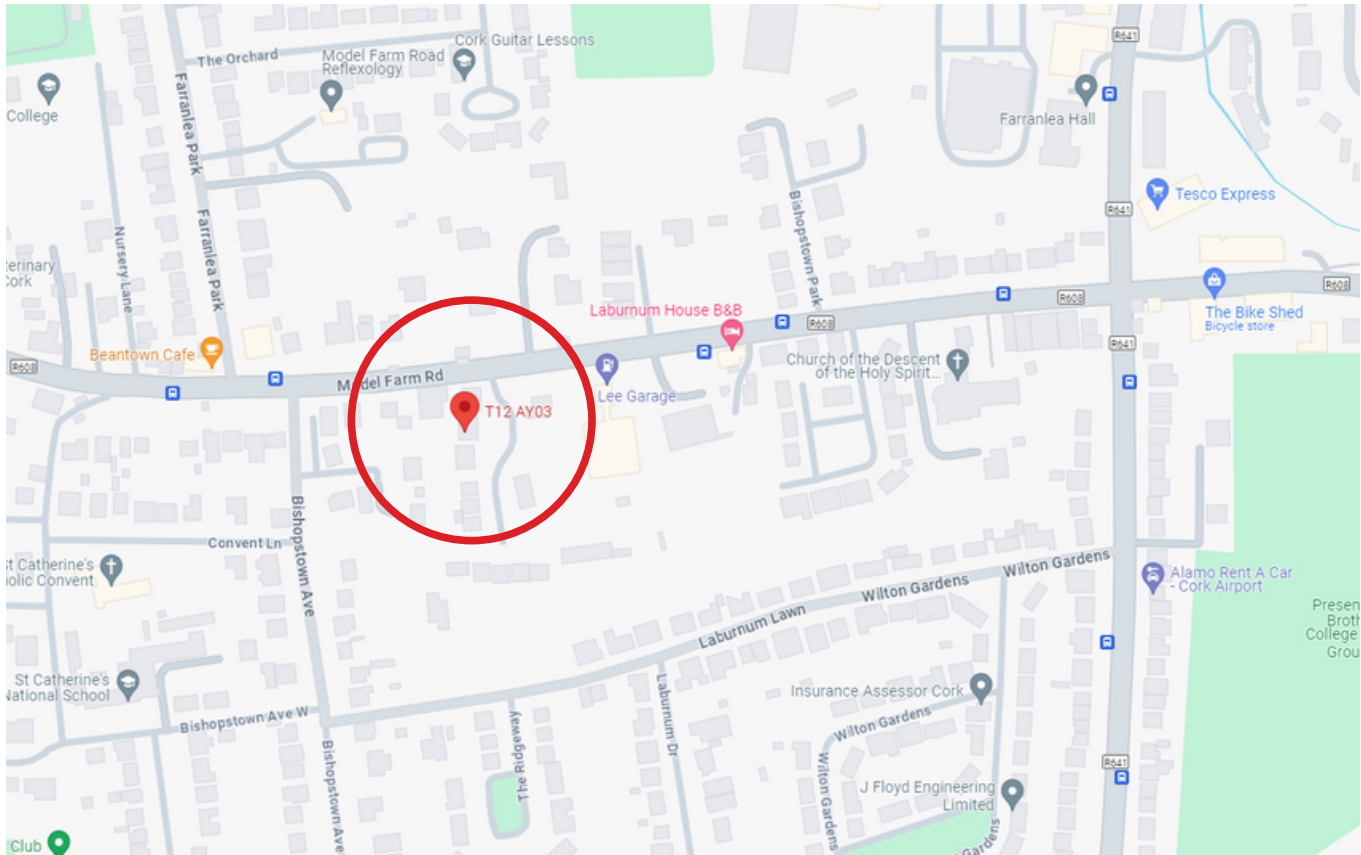 R641
Cork Guitar Lessons
The Orchard
Model Farm Road
Reflexology
College
Farranlea Park
Farranlea Hall
Tesco Express
R641
Bishopstown Park
Nursery Lane
Farranlea Park
terinary
Cork
R608
R608
The Bike Shed
Bicycle store
Laburnum House B&B
R608
R641
Beantown Cafe
Church of the Descent
of the Holy Spirit...
R608
Model Farm Rd
Lee Garage
T12 AY03
Bishopstown Ave
Convent Ln
St Catherine's
olic Convent
Wilton Gardens
Wilton Gardens
Alamo Rent A Car
- Cork Airport
Presen
Broth
College
Grou
Laburnum Lawn
St Catherine's
National School
Insurance Assessor Cork
Laburnum Dr
Bishopstown Ave W
The Ridgeway
Wilton Gardens
Bishopstown Ave
Wilton Gardens
R641
J Floyd Engineering
Limited
Gardens
Club